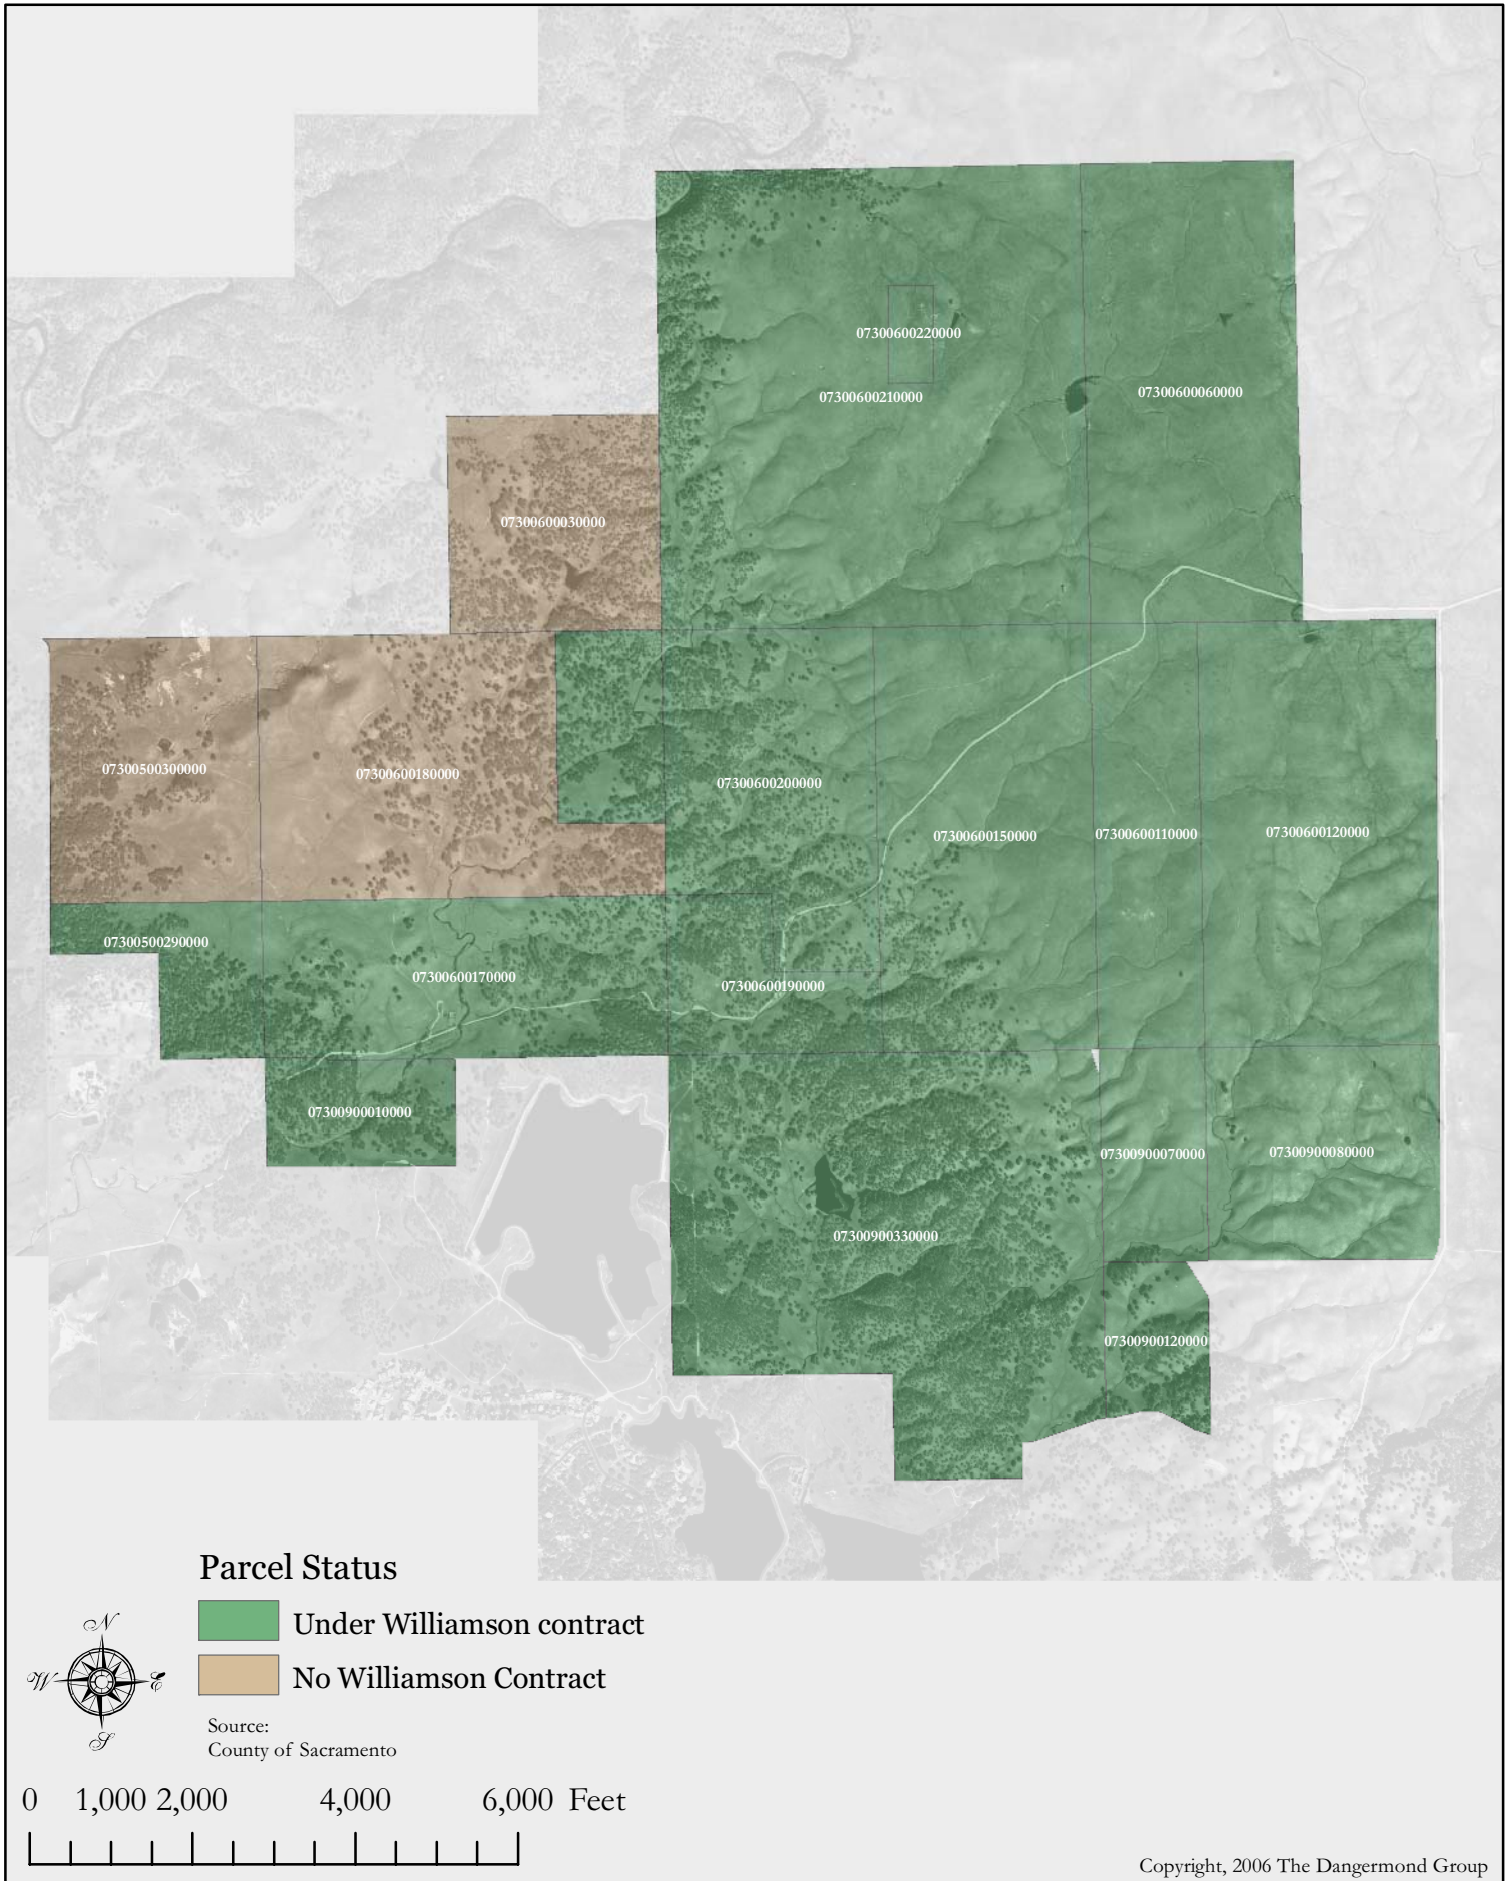 07300600220000
07300600210000
07300600060000
07300600030000
07300500300000
07300600180000
07300600200000
07300600150000
07300600110000
07300600120000
07300500290000
07300600170000
07300600190000
07300900010000
07300900070000
07300900080000
07300900330000
07300900120000
Parcel Status
Under Williamson contract
No Williamson Contract
N
W E
S
Source:
County of Sacramento
0 1,000 2,000 4,000 6,000 Feet
Copyright, 2006 The Dangermond Group